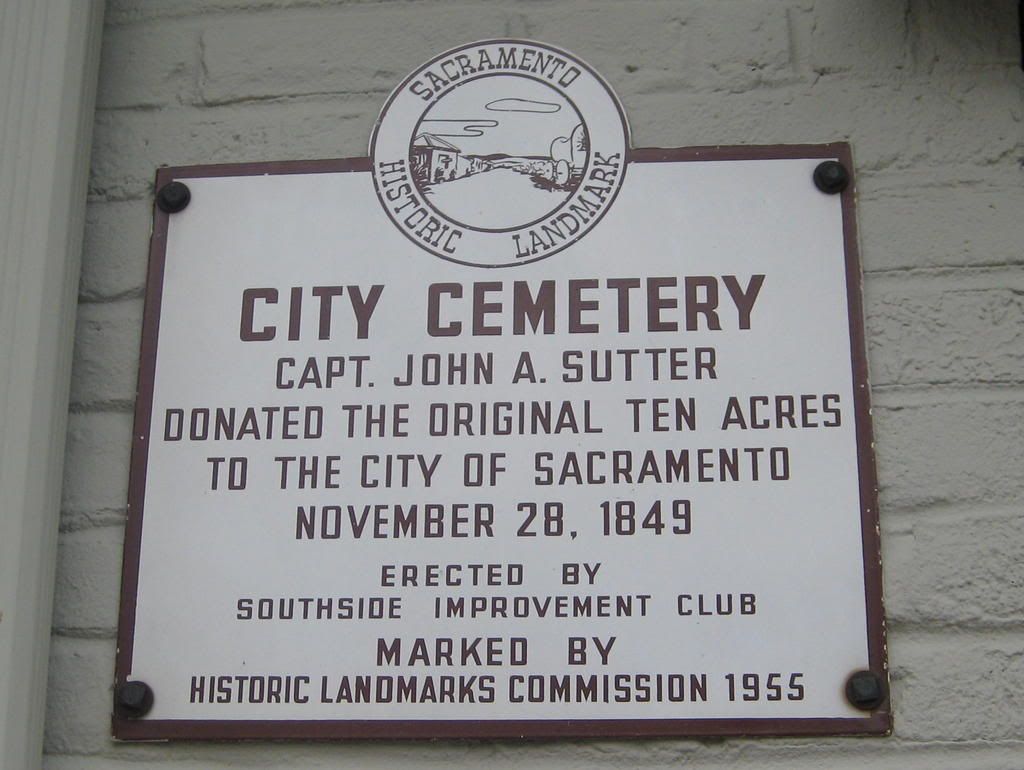 SACRAMENTO
HISTORIC LANDMARK
CITY CEMETERY
CAPT. JOHN A. SUTTER
DONATED THE ORIGINAL TEN ACRES
TO THE CITY OF SACRAMENTO
NOVEMBER 28, 1849
ERECTED BY
SOUTHSIDE IMPROVEMENT CLUB
MARKED BY
HISTORIC LANDMARKS COMMISSION 1955